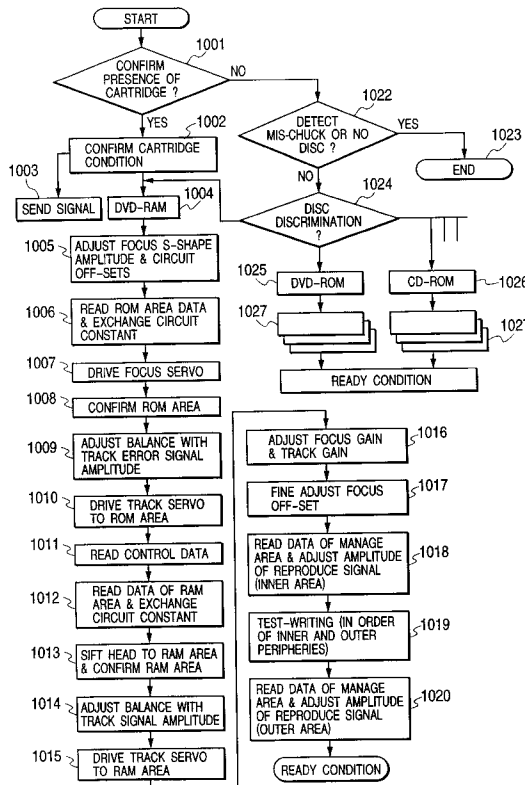 START
1001
CONFIRM
PRESENCE OF
CARTRIDGE ?
NO
YES
1002
CONFIRM CARTRIDGE
CONDITION
1003
SEND SIGNAL
DVD-RAM
1004
1005
ADJUST FOCUS S-SHAPE
AMPLITUDE & CIRCUIT
OFF-SETS
1006
READ ROM AREA DATA
& EXCHANGE CIRCUIT
CONSTANT
1007
DRIVE FOCUS SERVO
1008
CONFIRM ROM AREA
1009
ADJUST BALANCE WITH
TRACK ERROR SIGNAL
AMPLITUDE
1010
DRIVE TRACK SERVO
TO ROM AREA
1011
READ CONTROL DATA
1012
READ DATA OF RAM
AREA & EXCHANGE
CIRCUIT CONSTANT
1013
SIFT HEAD TO RAM AREA
& CONFIRM RAM AREA
1014
ADJUST BALANCE WITH
TRACK SIGNAL AMPLITUDE
1015
DRIVE TRACK SERVO
TO RAM AREA
1022
DETECT
MIS-CHUCK OR NO
DISC ?
YES
1023
END
NO
1024
DISC
DISCRIMINATION
?
1025
DVD-ROM
CD-ROM
1026
1027
1027
READY CONDITION
1016
ADJUST FOCUS GAIN
& TRACK GAIN
1017
FINE ADJUST FOCUS
OFF-SET
1018
READ DATA OF MANAGE
AREA & ADJUST AMPLITUDE
OF REPRODUCE SIGNAL
(INNER AREA)
1019
TEST-WRITING (IN ORDER
OF INNER AND OUTER
PERIPHERIES)
1020
READ DATA OF MANAGE
AREA & ADJUST AMPLITUDE
OF REPRODUCE SIGNAL
(OUTER AREA)
READY CONDITION